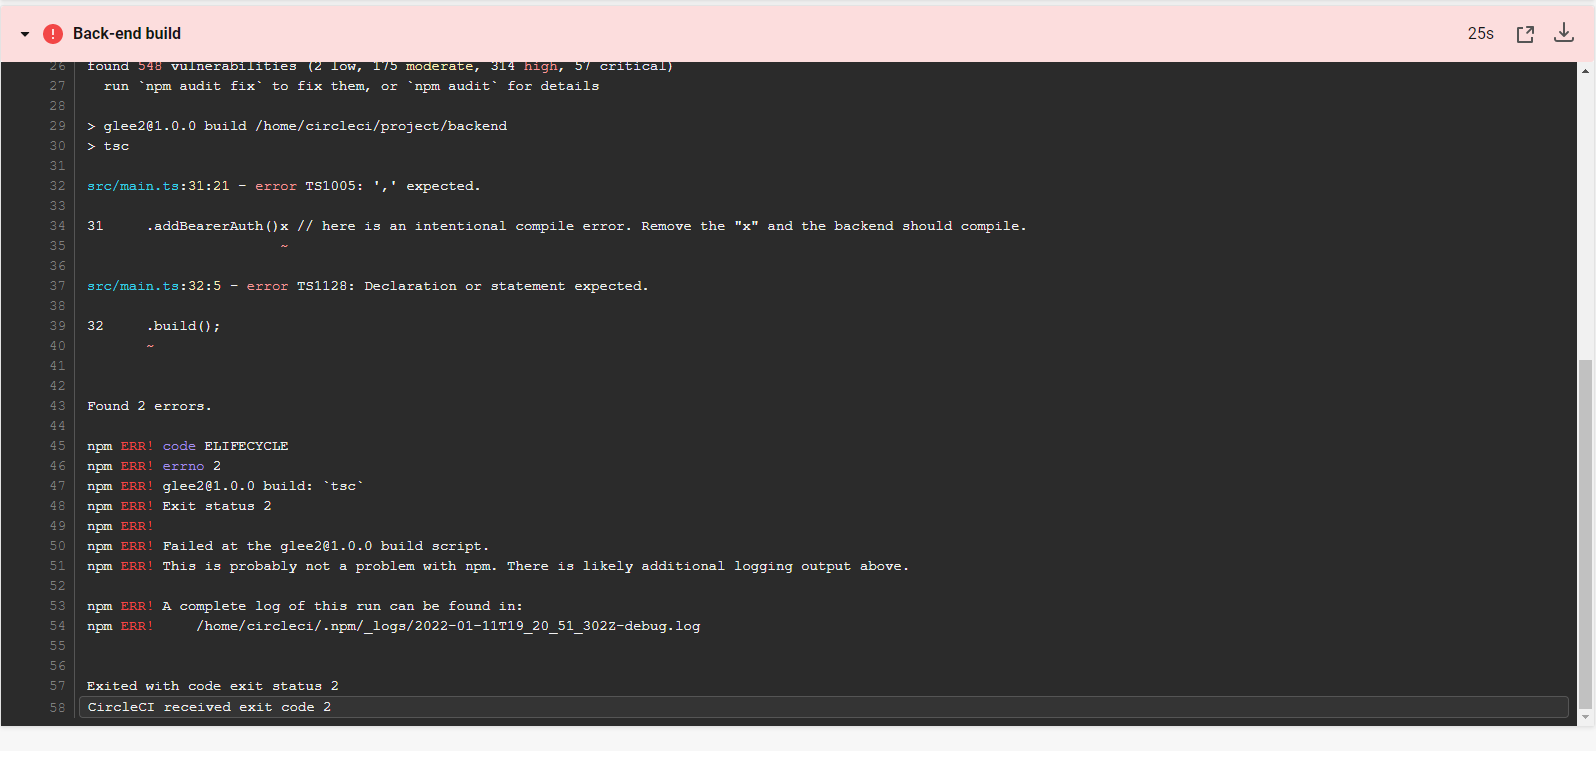 Back-end build 25s
26 found 548 vulnerabilities (2 low, 175 moderate, 314 high, 57 critical)
27 run `npm audit fix` to fix them, or `npm audit` for details
28
29 > glee2@1.0.0 build /home/circleci/project/backend
30 > tsc
31
32 src/main.ts:31:21 - error TS1005: ',' expected.
33
34 31 .addBearerAuth()x // here is an intentional compile error. Remove the "x" and the backend should compile.
35 ~
36
37 src/main.ts:32:5 - error TS1128: Declaration or statement expected.
38
39 32 .build();
40 ~
41
42
43 Found 2 errors.
44
45 npm ERR! code ELIFECYCLE
46 npm ERR! errno 2
47 npm ERR! glee2@1.0.0 build: `tsc`
48 npm ERR! Exit status 2
49 npm ERR!
50 npm ERR! Failed at the glee2@1.0.0 build script.
51 npm ERR! This is probably not a problem with npm. There is likely additional logging output above.
52
53 npm ERR! A complete log of this run can be found in:
54 npm ERR! /home/circleci/.npm/_logs/2022-01-11T19_20_51_302Z-debug.log
55
56
57 Exited with code exit status 2
58 CircleCI received exit code 2